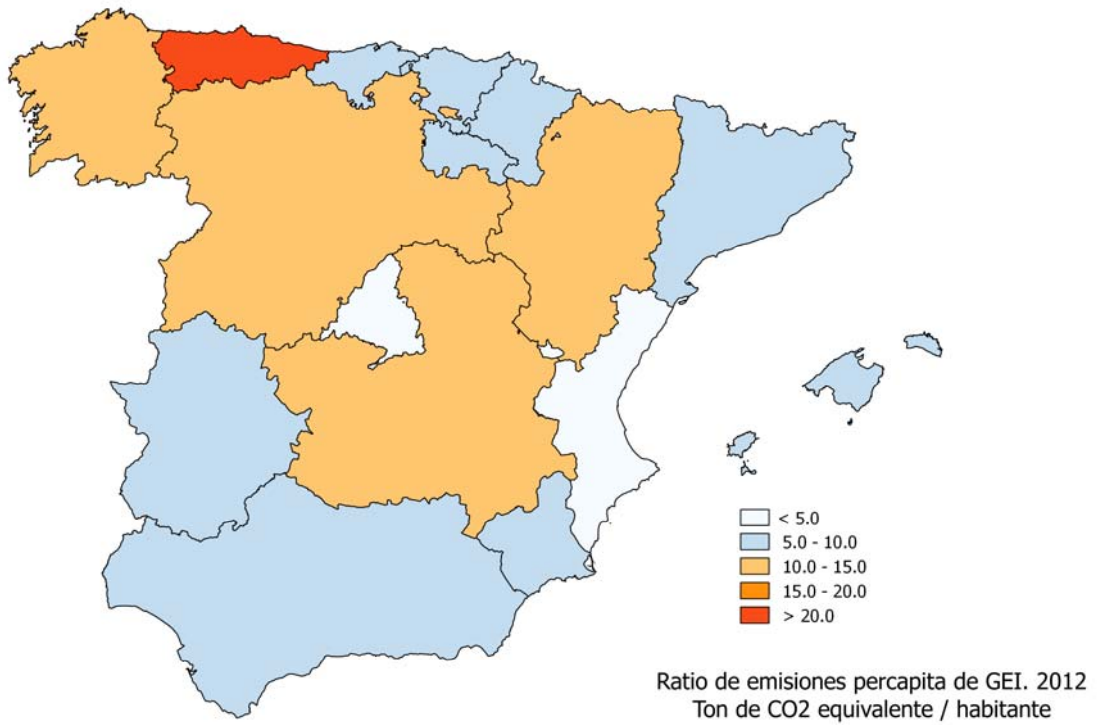 < 5.0
5.0 - 10.0
10.0 - 15.0
15.0 - 20.0
> 20.0
Ratio de emisiones percapita de GEI. 2012
Ton de CO2 equivalente / habitante